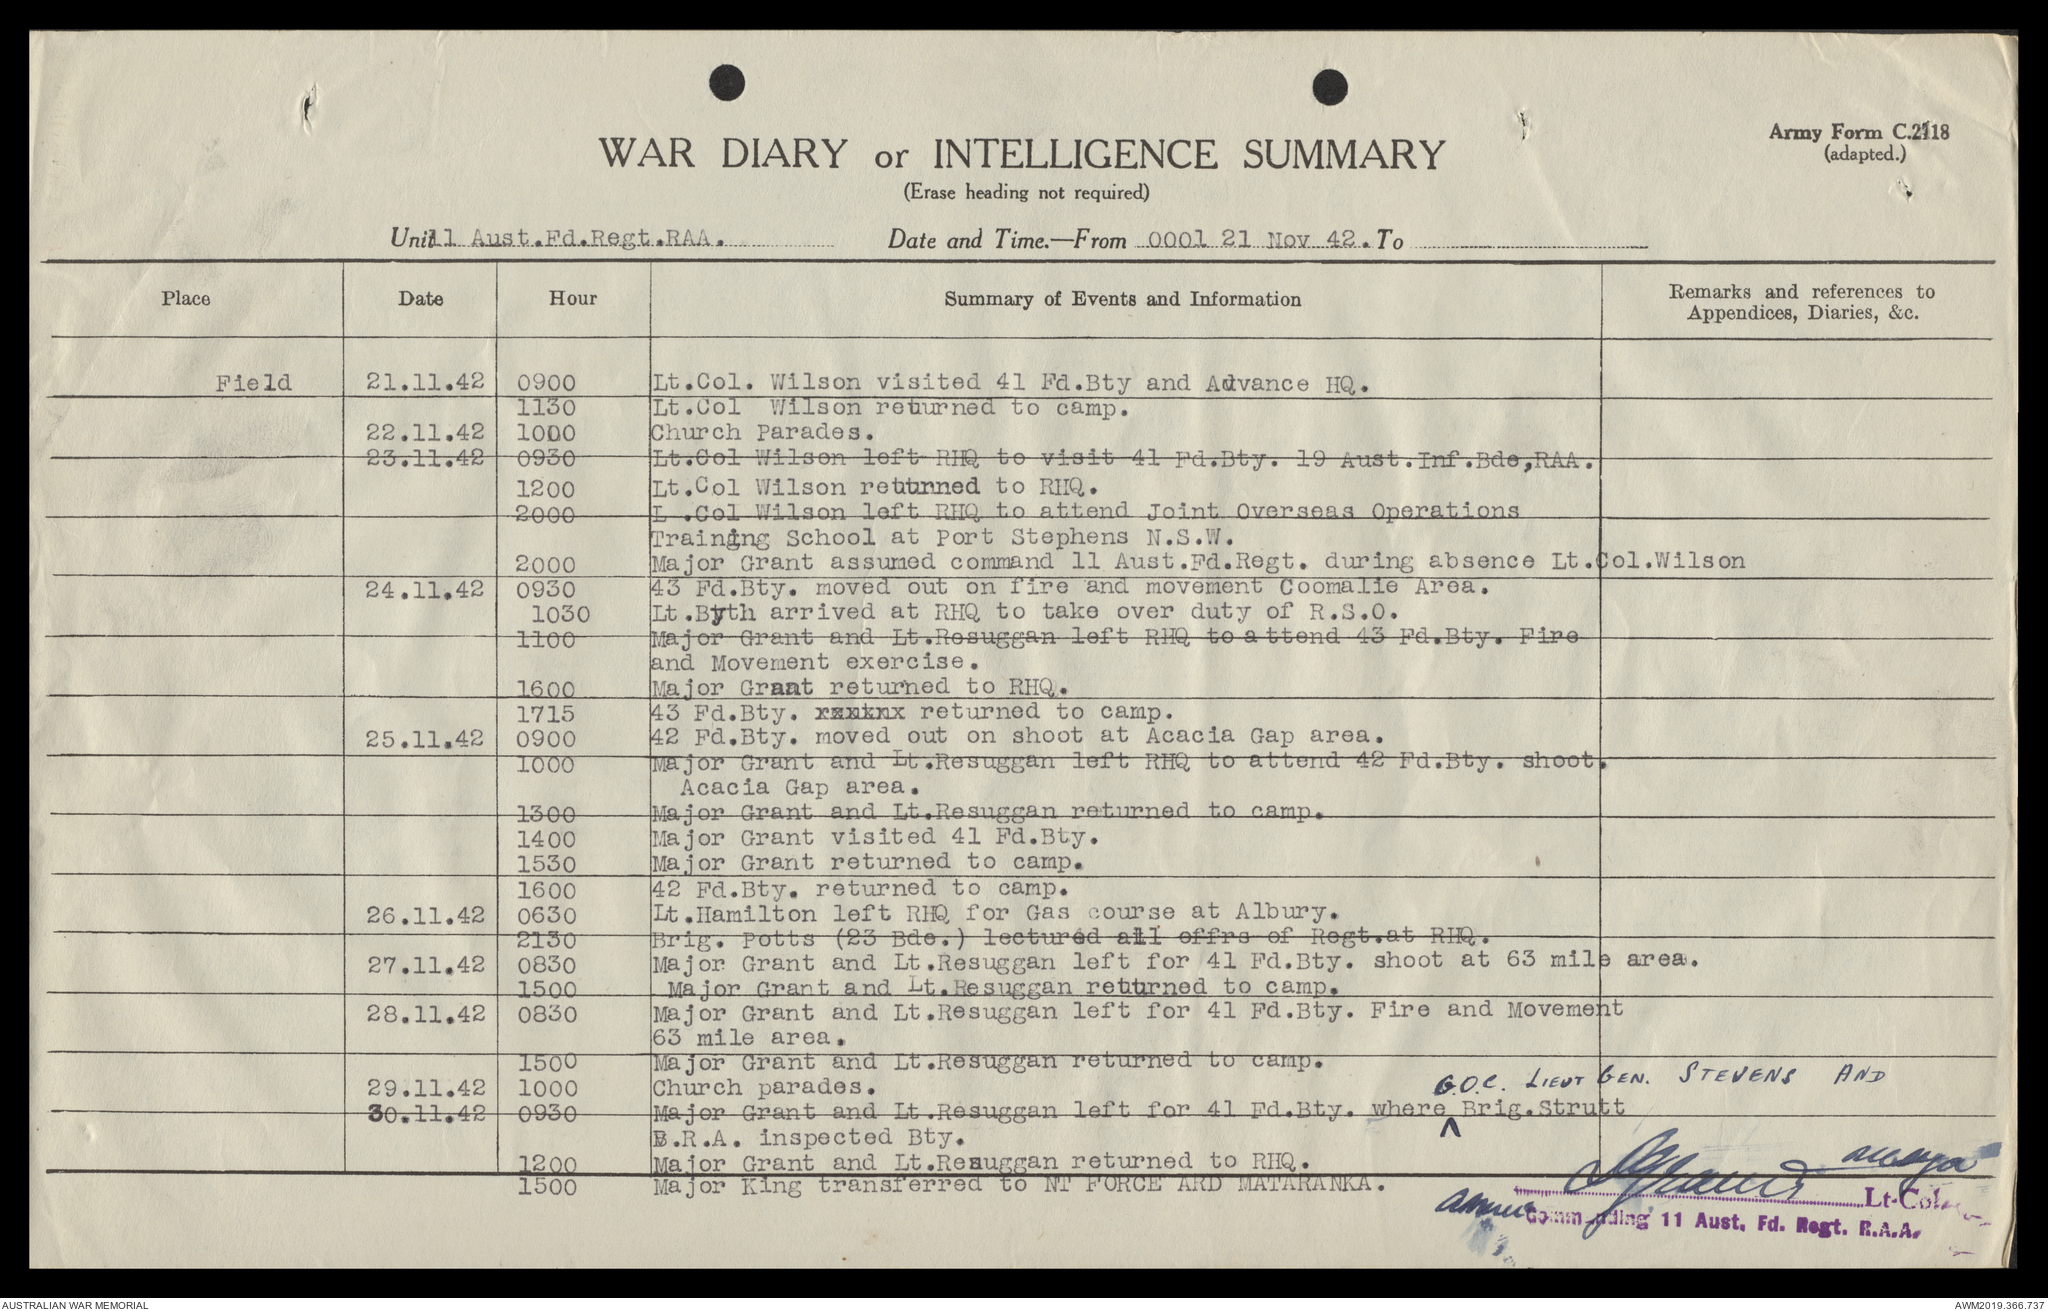 WAR DIARY or INTELLIGENCE SUMMARY
(Erase heading not required)
Army Form C.2118
(adapted.)
Unit 11 Aust.Fd.Regt.RAA. Date and Time.—From 0001 21 Nov 42. To
Place Date Hour Summary of Events and Information Remarks and references to
Appendices, Diaries, &c.
Field 21.11.42 0900 Lt.Col. Wilson visited 41 Fd.Bty and Advance HQ.
1130 Lt.Col Wilson returned to camp.
22.11.42 1000 Church Parades.
23.11.42 0930 Lt.Col Wilson left RHQ to visit 41 Fd.Bty. 19 Aust.Inf.Bde,RAA.
1200 Lt.Col Wilson returned to RHQ.
2000 L .Col Wilson left RHQ to attend Joint Overseas Operations
Training School at Port Stephens N.S.W.
2000 Major Grant assumed command 11 Aust.Fd.Regt. during absence Lt.Col.Wilson
24.11.42 0930 43 Fd.Bty. moved out on fire and movement Coomalie Area.
1030 Lt.Byth arrived at RHQ to take over duty of R.S.O.
1100 Major Grant and Lt.Resuggan left RHQ to attend 43 Fd.Bty. Fire
and Movement exercise.
1600 Major Grant returned to RHQ.
1715 43 Fd.Bty. returned to camp.
25.11.42 0900 42 Fd.Bty. moved out on shoot at Acacia Gap area.
1000 Major Grant and Lt.Resuggan left RHQ to attend 42 Fd.Bty. shoot.
Acacia Gap area.
1300 Major Grant and Lt.Resuggan returned to camp.
1400 Major Grant visited 41 Fd.Bty.
1530 Major Grant returned to camp.
1600 42 Fd.Bty. returned to camp.
26.11.42 0630 Lt.Hamilton left RHQ for Gas course at Albury.
2130 Brig. Potts (23 Bde.) lectured all offrs of Regt.at RHQ.
27.11.42 0830 Major Grant and Lt.Resuggan left for 41 Fd.Bty. shoot at 63 mile area.
1500 Major Grant and Lt.Resuggan returned to camp.
28.11.42 0830 Major Grant and Lt.Resuggan left for 41 Fd.Bty. Fire and Movement
63 mile area.
1500 Major Grant and Lt.Resuggan returned to camp.
29.11.42 1000 Church parades.
G.O.C. LIEUT GEN. STEVENS AND
30.11.42 0930 Major Grant and Lt.Resuggan left for 41 Fd.Bty. where Brig.Strutt
B.R.A. inspected Bty.
1200 Major Grant and Lt.Resuggan returned to RHQ.
1500 Major King transferred to NT FORCE ARD MATARANKA.
Lt-Col.
Commanding 11 Aust. Fd. Regt. R.A.A.
AUSTRALIAN WAR MEMORIAL
AWM2019.366.737